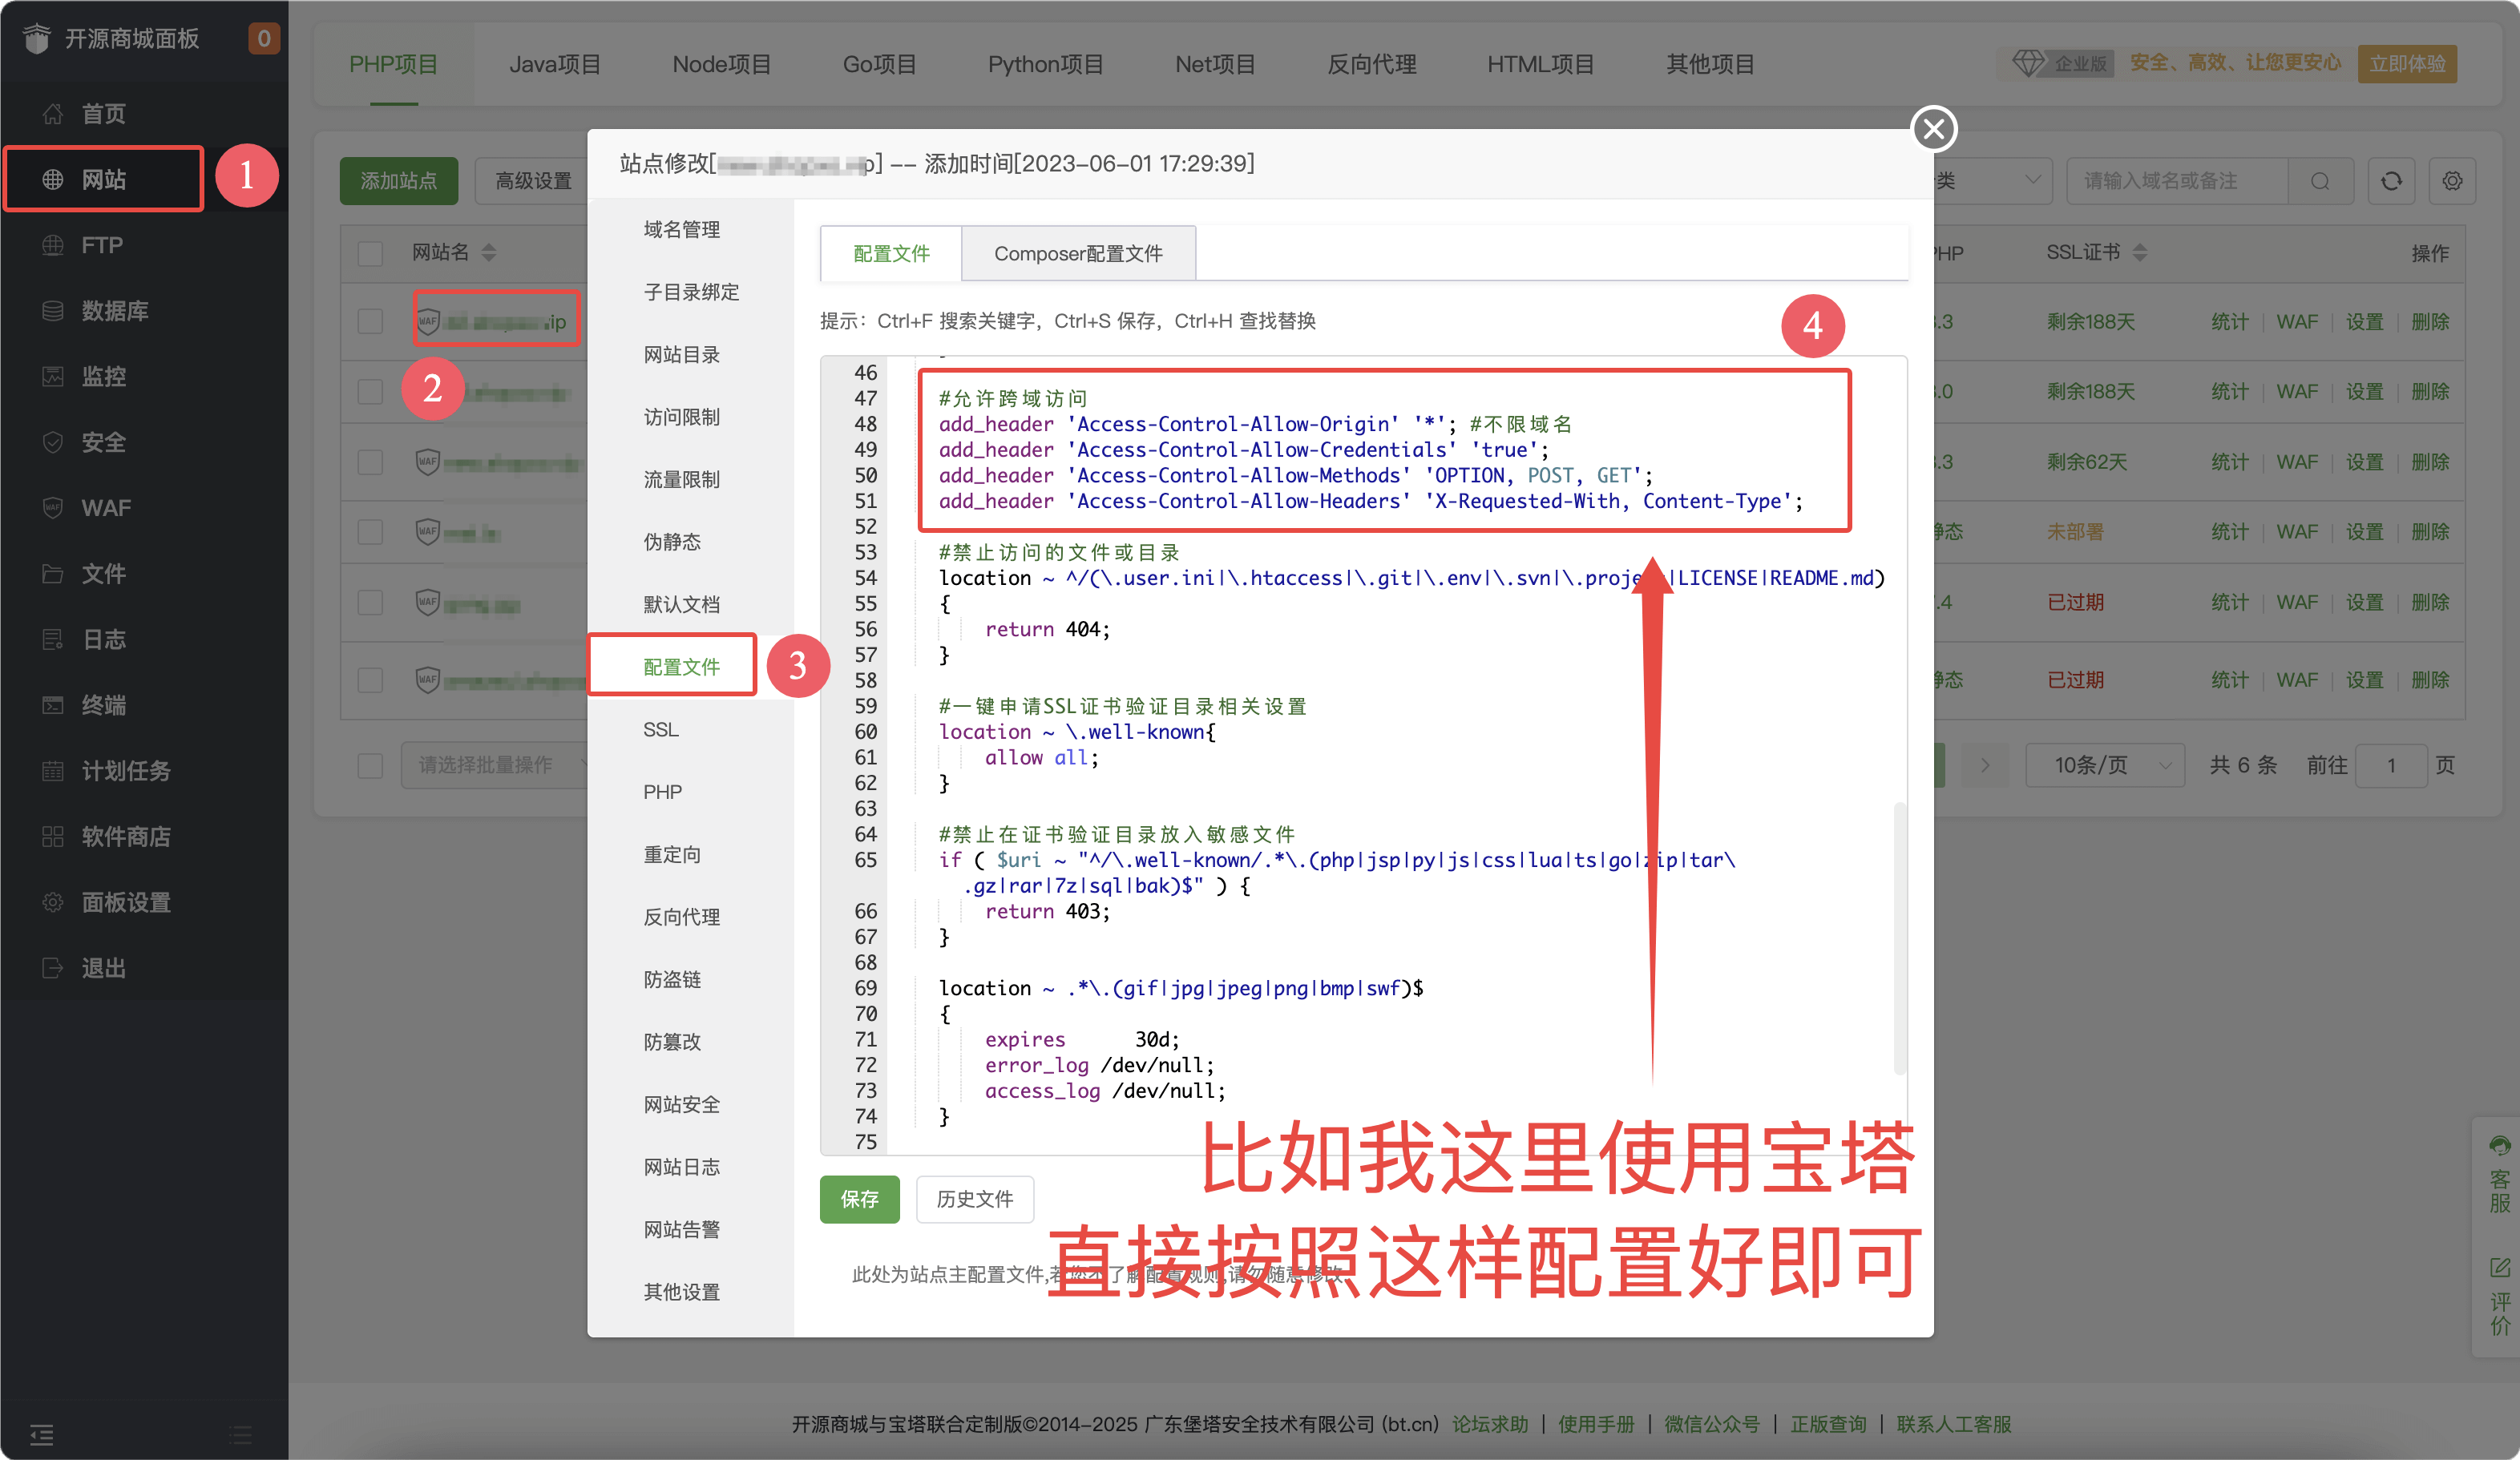 开源商城面板 0
首页
网站
FTP
数据库
监控
安全
WAF
文件
日志
终端
计划任务
软件商店
面板设置
退出
1
PHP项目 Java项目 Node项目 Go项目 Python项目 Net项目 反向代理 HTML项目 其他项目
企业版 安全、高效、让您更安心 立即体验
添加站点 高级设置
类 请输入域名或备注
网站名
PHP SSL证书 操作
WAF ip
2
.3 剩余188天 统计 WAF 设置 删除
.0 剩余188天 统计 WAF 设置 删除
WAF
.3 剩余62天 统计 WAF 设置 删除
WAF
静态 未部署 统计 WAF 设置 删除
WAF
.4 已过期 统计 WAF 设置 删除
WAF
静态 已过期 统计 WAF 设置 删除
请选择批量操作
10条/页 共 6 条 前往 1 页
站点修改[ p] -- 添加时间[2023-06-01 17:29:39]
域名管理
子目录绑定
网站目录
访问限制
流量限制
伪静态
默认文档
配置文件
3
SSL
PHP
重定向
反向代理
防盗链
防篡改
网站安全
网站日志
网站告警
其他设置
配置文件 Composer配置文件
提示：Ctrl+F 搜索关键字，Ctrl+S 保存，Ctrl+H 查找替换
4
46
47 #允许跨域访问
48 add_header 'Access-Control-Allow-Origin' '*'; #不限域名
49 add_header 'Access-Control-Allow-Credentials' 'true';
50 add_header 'Access-Control-Allow-Methods' 'OPTION, POST, GET';
51 add_header 'Access-Control-Allow-Headers' 'X-Requested-With, Content-Type';
52
53 #禁止访问的文件或目录
54 location ~ ^/(\.user.ini|\.htaccess|\.git|\.env|\.svn|\.proje |LICENSE|README.md)
55 {
56 return 404;
57 }
58
59 #一键申请SSL证书验证目录相关设置
60 location ~ \.well-known{
61 allow all;
62 }
63
64 #禁止在证书验证目录放入敏感文件
65 if ( $uri ~ "^/\.well-known/.*\.(php|jsp|py|js|css|lua|ts|go|zip|tar\
.gz|rar|7z|sql|bak)$" ) {
66 return 403;
67 }
68
69 location ~ .*\.(gif|jpg|jpeg|png|bmp|swf)$
70 {
71 expires 30d;
72 error_log /dev/null;
73 access_log /dev/null;
74 }
75
比如我这里使用宝塔
直接按照这样配置好即可
保存 历史文件
此处为站点主配置文件,若您不了解配置规则,请勿随意修改.
客服
评价
开源商城与宝塔联合定制版©2014-2025 广东堡塔安全技术有限公司 (bt.cn) 论坛求助 | 使用手册 | 微信公众号 | 正版查询 | 联系人工客服